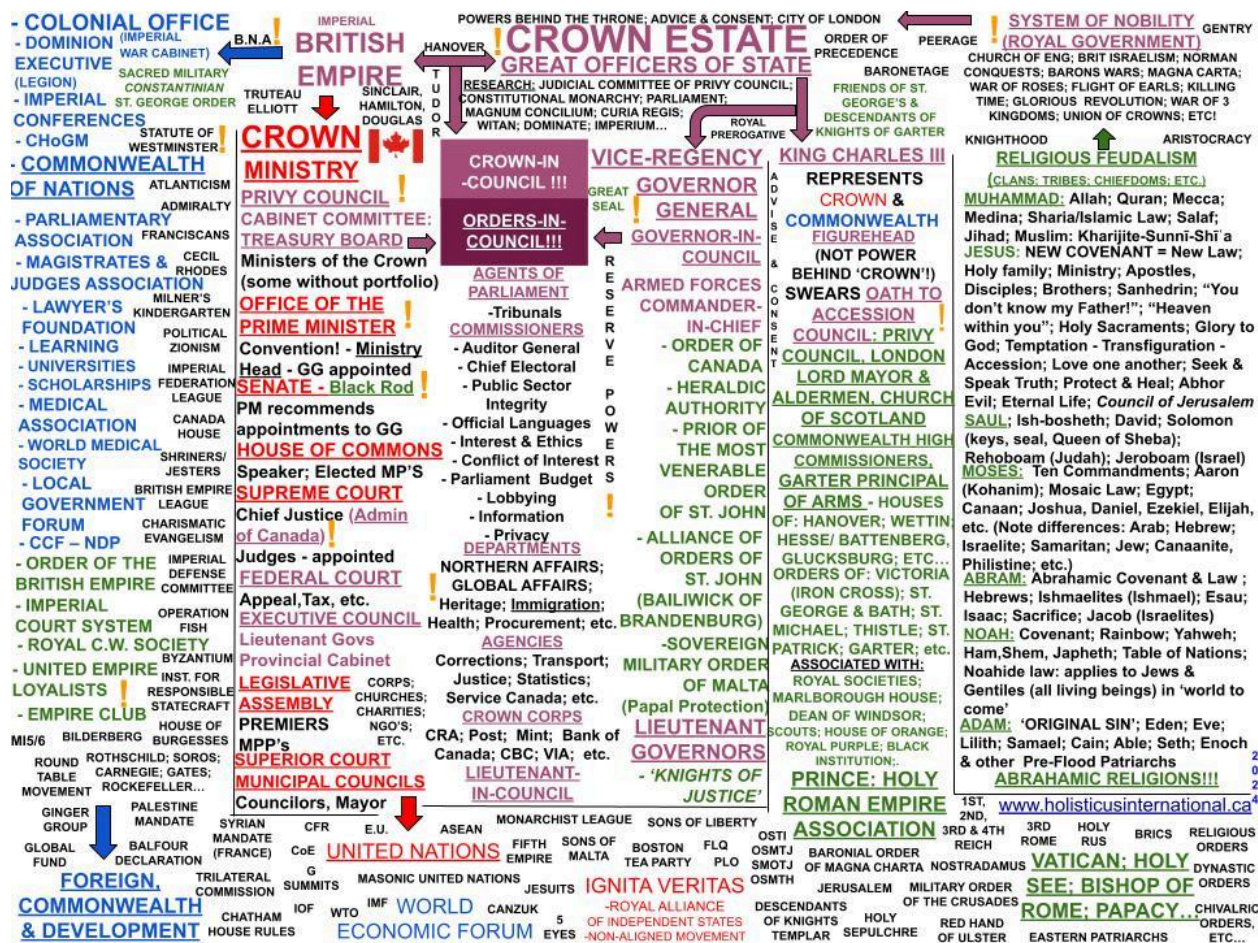 - COLONIAL OFFICE
- DOMINION (IMPERIAL
WAR CABINET)
EXECUTIVE
(LEGION)
SACRED MILITARY
CONSTANTINIAN
ST. GEORGE ORDER
- IMPERIAL
CONFERENCES
- CHoGM
STATUTE OF
WESTMINSTER !
- COMMONWEALTH
OF NATIONS
ATLANTICISM
ADMIRALTY
FRANCISCANS
CECIL
RHODES
MILNER'S
KINDERGARTEN
POLITICAL
ZIONISM
IMPERIAL
FEDERATION
LEAGUE
CANADA
HOUSE
SHRINERS/
JESTERS
BRITISH EMPIRE
LEAGUE
CHARISMATIC
EVANGELISM
IMPERIAL
DEFENSE
COMMITTEE
OPERATION
FISH
BYZANTIUM
INST. FOR
RESPONSIBLE
STATECRAFT
HOUSE OF
BURGESSES
- PARLIAMENTARY
ASSOCIATION
- MAGISTRATES &
JUDGES ASSOCIATION
- LAWYER'S
FOUNDATION
- LEARNING
- UNIVERSITIES
- SCHOLARSHIPS
- MEDICAL
ASSOCIATION
- WORLD MEDICAL
SOCIETY
- LOCAL
GOVERNMENT
FORUM
- CCF – NDP
- ORDER OF THE
BRITISH EMPIRE
- IMPERIAL
COURT SYSTEM
- ROYAL C.W. SOCIETY
- UNITED EMPIRE
LOYALISTS !
- EMPIRE CLUB
MI5/6
BILDERBERG
ROUND
TABLE
MOVEMENT
ROTHSCHILD; SOROS;
CARNEGIE; GATES;
ROCKEFELLER...
GINGER
GROUP
PALESTINE
MANDATE
GLOBAL
FUND
BALFOUR
DECLARATION
FOREIGN,
COMMONWEALTH
& DEVELOPMENT
B.N.A !
IMPERIAL
BRITISH
EMPIRE
TRUTEAU
ELLIOTT
SINCLAIR,
HAMILTON,
DOUGLAS
HANOVER
TUDOR
CROWN
MINISTRY
PRIVY COUNCIL !
CABINET COMMITTEE:
TREASURY BOARD
Ministers of the Crown
(some without portfolio)
OFFICE OF THE
PRIME MINISTER !
Convention! - Ministry
Head - GG appointed
SENATE - Black Rod !
PM recommends
appointments to GG
HOUSE OF COMMONS
Speaker; Elected MP'S
SUPREME COURT
Chief Justice (Admin
of Canada) !
Judges - appointed
FEDERAL COURT
Appeal,Tax, etc.
EXECUTIVE COUNCIL
Lieutenant Govs
Provincial Cabinet
LEGISLATIVE
ASSEMBLY
PREMIERS
MPP's
CORPS;
CHURCHES;
CHARITIES;
NGO'S;
ETC.
SUPERIOR COURT
MUNICIPAL COUNCILS
Councilors, Mayor
POWERS BEHIND THE THRONE; ADVICE & CONSENT; CITY OF LONDON
! CROWN ESTATE
GREAT OFFICERS OF STATE
ORDER OF
PRECEDENCE
RESEARCH: JUDICIAL COMMITTEE OF PRIVY COUNCIL;
CONSTITUTIONAL MONARCHY; PARLIAMENT;
MAGNUM CONCILIUM; CURIA REGIS;
WITAN; DOMINATE; IMPERIUM...
ROYAL
PREROGATIVE
CROWN-IN
-COUNCIL !!!
ORDERS-IN-
COUNCIL!!!
AGENTS OF
PARLIAMENT
-Tribunals
COMMISSIONERS
- Auditor General
- Chief Electoral
- Public Sector
Integrity
- Official Languages
- Interest & Ethics
- Conflict of Interest
- Parliament Budget
- Lobbying
- Information
- Privacy
DEPARTMENTS
! NORTHERN AFFAIRS;
GLOBAL AFFAIRS;
Heritage; Immigration;
Health; Procurement; etc.
AGENCIES
Corrections; Transport;
Justice; Statistics;
Service Canada; etc.
CROWN CORPS
CRA; Post; Mint; Bank of
Canada; CBC; VIA; etc.
LIEUTENANT-
IN-COUNCIL
GREAT
SEAL !
RESERVE POWERS !
VICE-REGENCY
GOVERNOR
GENERAL
GOVERNOR-IN-
COUNCIL
ARMED FORCES
COMMANDER-
IN-CHIEF
- ORDER OF
CANADA
- HERALDIC
AUTHORITY
- PRIOR OF
THE MOST
VENERABLE
ORDER
OF ST. JOHN
- ALLIANCE OF
ORDERS OF
ST. JOHN
(BAILIWICK OF
BRANDENBURG)
-SOVEREIGN
MILITARY ORDER
OF MALTA
(Papal Protection)
LIEUTENANT
GOVERNORS
- 'KNIGHTS OF
JUSTICE'
ADVISE & CONSENT
BARONETAGE
FRIENDS OF ST.
GEORGE'S &
DESCENDANTS OF
KNIGHTS OF GARTER
KING CHARLES III
REPRESENTS
CROWN &
COMMONWEALTH
FIGUREHEAD
(NOT POWER
BEHIND 'CROWN'!)
SWEARS OATH TO
ACCESSION !
COUNCIL: PRIVY
COUNCIL, LONDON
LORD MAYOR &
ALDERMEN, CHURCH
OF SCOTLAND
COMMONWEALTH HIGH
COMMISSIONERS,
GARTER PRINCIPAL
OF ARMS - HOUSES
OF: HANOVER; WETTIN;
HESSE/ BATTENBERG,
GLUCKSBURG; ETC...
ORDERS OF: VICTORIA
(IRON CROSS); ST.
GEORGE & BATH; ST.
MICHAEL; THISTLE; ST.
PATRICK; GARTER; etc.
ASSOCIATED WITH:
ROYAL SOCIETIES;
MARLBOROUGH HOUSE;
DEAN OF WINDSOR;
SCOUTS; HOUSE OF ORANGE;
ROYAL PURPLE; BLACK
INSTITUTION;.
PRINCE: HOLY
ROMAN EMPIRE
ASSOCIATION
PEERAGE
! SYSTEM OF NOBILITY
(ROYAL GOVERNMENT)
GENTRY
CHURCH OF ENG; BRIT ISRAELISM; NORMAN
CONQUESTS; BARONS WARS; MAGNA CARTA;
WAR OF ROSES; FLIGHT OF EARLS; KILLING
TIME; GLORIOUS REVOLUTION; WAR OF 3
KINGDOMS; UNION OF CROWNS; ETC!
KNIGHTHOOD
ARISTOCRACY
RELIGIOUS FEUDALISM
(CLANS; TRIBES; CHIEFDOMS; ETC.)
MUHAMMAD: Allah; Quran; Mecca;
Medina; Sharia/Islamic Law; Salaf;
Jihad; Muslim: Kharijite-Sunnī-Shīʿa
JESUS: NEW COVENANT = New Law;
Holy family; Ministry; Apostles,
Disciples; Brothers; Sanhedrin; “You
don’t know my Father!”; “Heaven
within you”; Holy Sacraments; Glory to
God; Temptation - Transfiguration -
Accession; Love one another; Seek &
Speak Truth; Protect & Heal; Abhor
Evil; Eternal Life; Council of Jerusalem
SAUL; Ish-bosheth; David; Solomon
(keys, seal, Queen of Sheba);
Rehoboam (Judah); Jeroboam (Israel)
MOSES: Ten Commandments; Aaron
(Kohanim); Mosaic Law; Egypt;
Canaan; Joshua, Daniel, Ezekiel, Elijah,
etc. (Note differences: Arab; Hebrew;
Israelite; Samaritan; Jew; Canaanite,
Philistine; etc.)
ABRAM: Abrahamic Covenant & Law ;
Hebrews; Ishmaelites (Ishmael); Esau;
Isaac; Sacrifice; Jacob (Israelites)
NOAH: Covenant; Rainbow; Yahweh;
Ham,Shem, Japheth; Table of Nations;
Noahide law: applies to Jews &
Gentiles (all living beings) in ‘world to
come’
ADAM: ‘ORIGINAL SIN’; Eden; Eve;
Lilith; Samael; Cain; Able; Seth; Enoch
& other Pre-Flood Patriarchs
ABRAHAMIC RELIGIONS!!!
2024
www.holisticusinternational.ca
SYRIAN
MANDATE
(FRANCE)
CFR
CoE
E.U.
ASEAN
MONARCHIST LEAGUE
SONS OF LIBERTY
UNITED NATIONS
FIFTH
EMPIRE
SONS OF
MALTA
BOSTON
TEA PARTY
FLQ
PLO
OSTI
OSMTJ
SMOTJ
OSMTH
TRILATERAL
COMMISSION
G
SUMMITS
MASONIC UNITED NATIONS
JESUITS
IGNITA VERITAS
-ROYAL ALLIANCE
OF INDEPENDENT STATES
-NON-ALIGNED MOVEMENT
CHATHAM
HOUSE RULES
IOF
WTO
IMF
WORLD
ECONOMIC FORUM
CANZUK
5
EYES
1ST,
2ND,
3RD & 4TH
REICH
3RD
ROME
HOLY
RUS
BRICS
RELIGIOUS
ORDERS
BARONIAL ORDER
OF MAGNA CHARTA
NOSTRADAMUS
VATICAN; HOLY
SEE; BISHOP OF
ROME; PAPACY...
DYNASTIC
ORDERS
JERUSALEM
MILITARY ORDER
OF THE CRUSADES
DESCENDANTS
OF KNIGHTS
TEMPLAR
HOLY
SEPULCHRE
RED HAND
OF ULSTER
EASTERN PATRIARCHS
CHIVALRIC
ORDERS;
ETC...